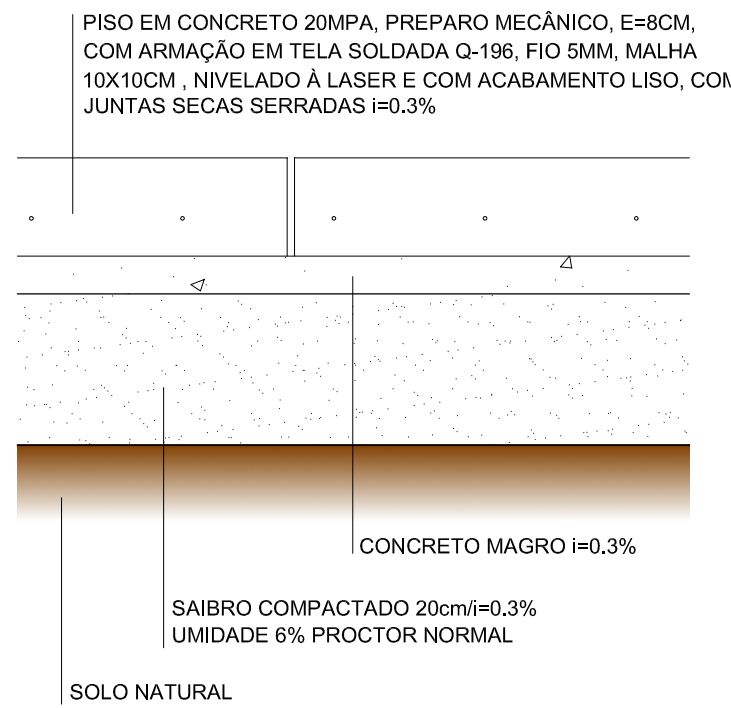 PISO EM CONCRETO 20MPA, PREPARO MECÂNICO, E=8CM,
COM ARMAÇÃO EM TELA SOLDADA Q-196, FIO 5MM, MALHA
10X10CM , NIVELADO À LASER E COM ACABAMENTO LISO, COM
JUNTAS SECAS SERRADAS i=0.3%
CONCRETO MAGRO i=0.3%
SAIBRO COMPACTADO 20cm/i=0.3%
UMIDADE 6% PROCTOR NORMAL
SOLO NATURAL